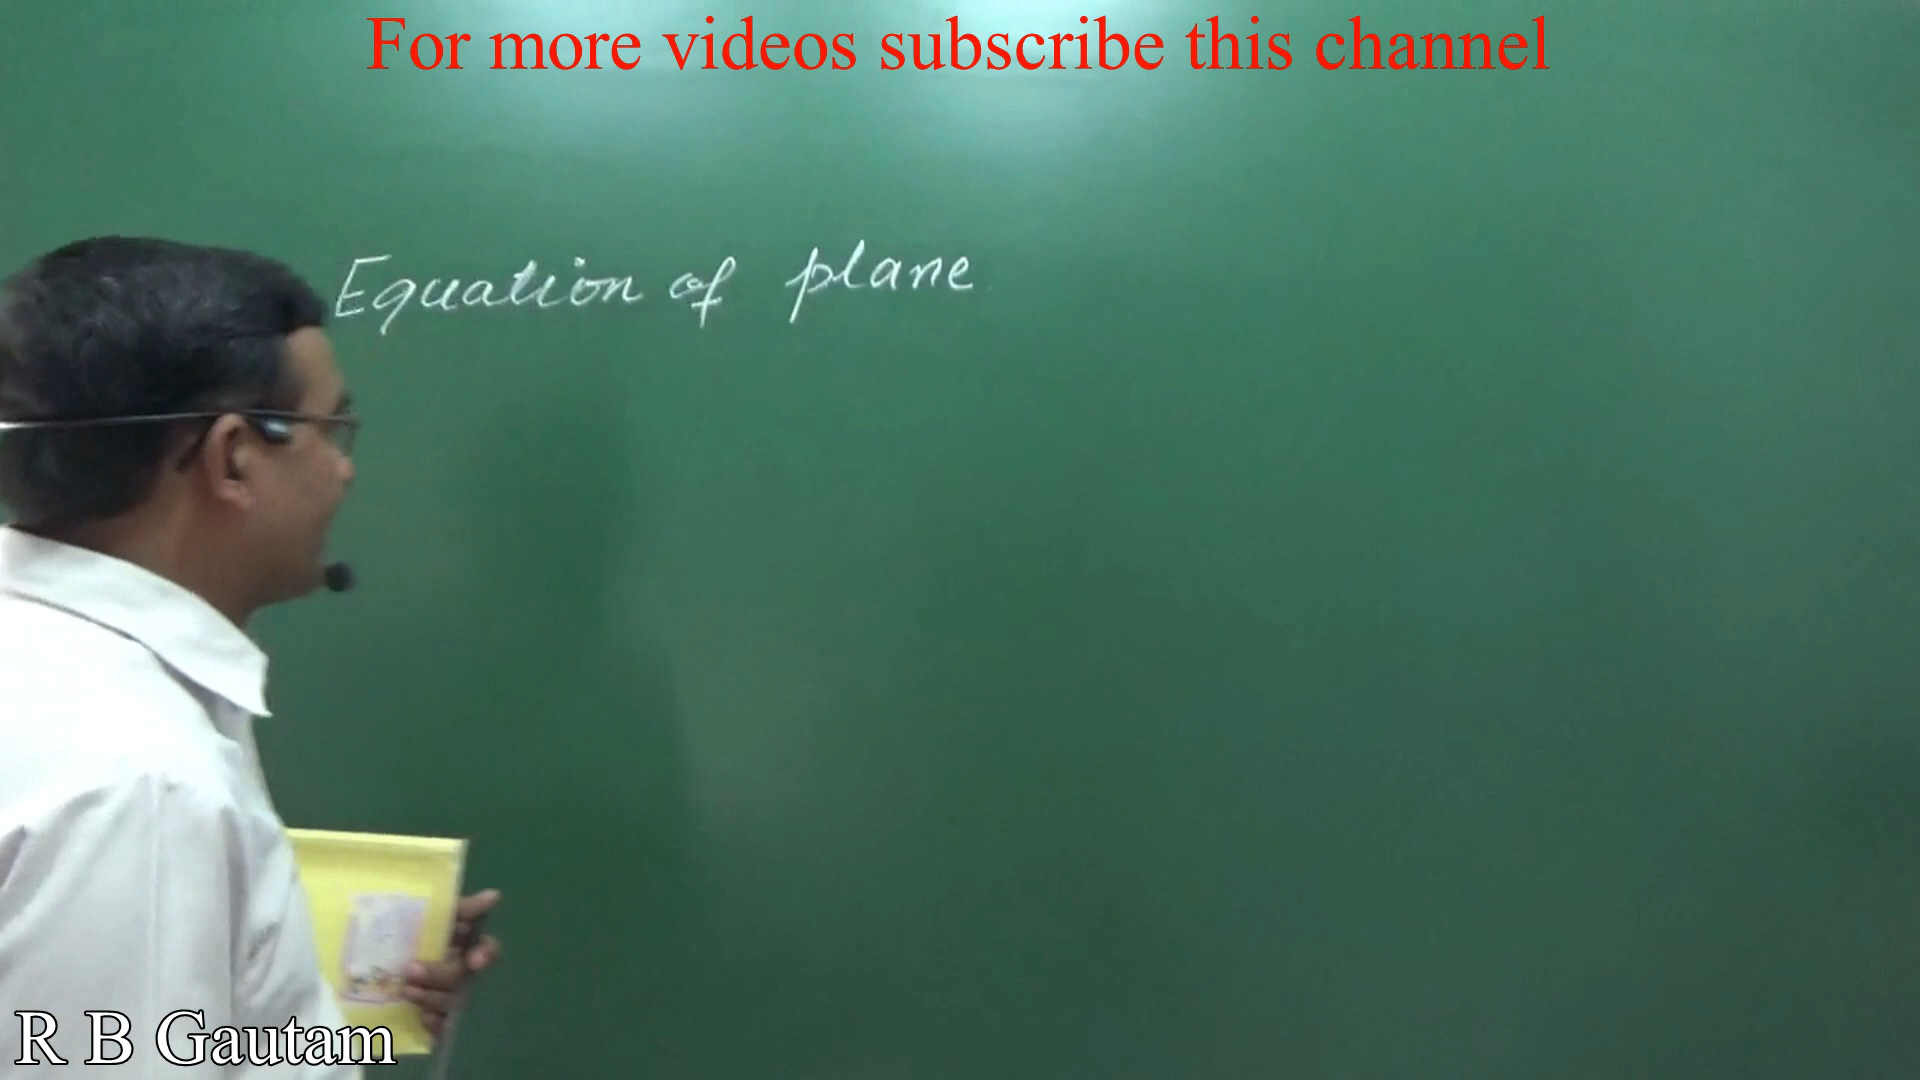 For more videos subscribe this channel
Equation of plane
R B Gautam